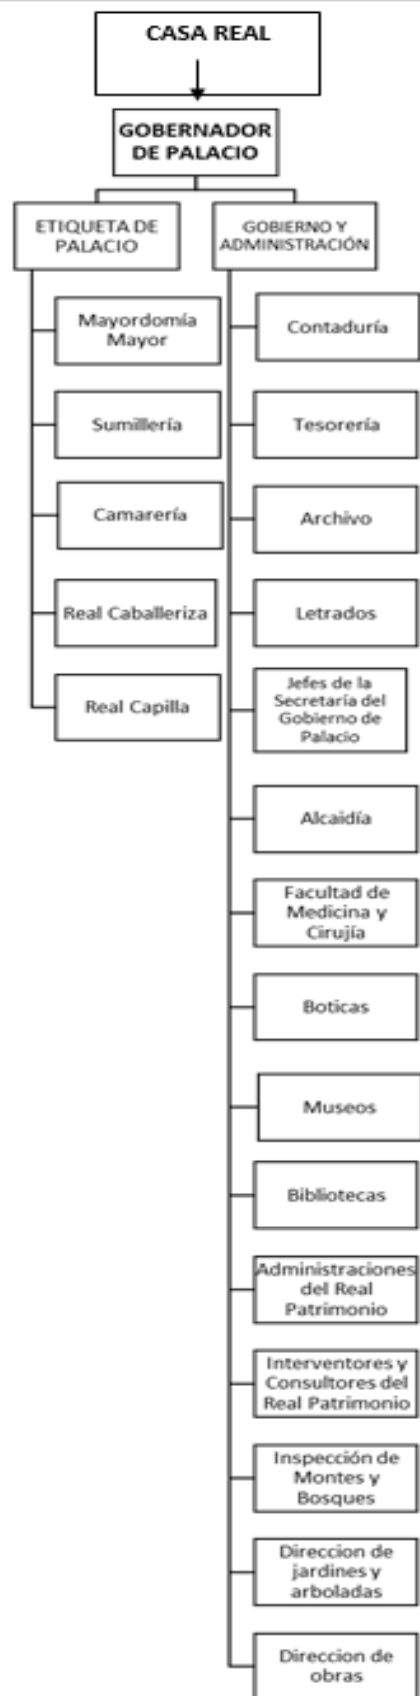 CASA REAL
GOBERNADOR
DE PALACIO
ETIQUETA DE
PALACIO
Mayordomía
Mayor
Sumillería
Camarería
Real Caballeriza
Real Capilla
GOBIERNO Y
ADMINISTRACIÓN
Contaduría
Tesorería
Archivo
Letrados
Jefes de la
Secretaría del
Gobierno de
Palacio
Alcaidía
Facultad de
Medicina y
Cirujía
Boticas
Museos
Bibliotecas
Administraciones
del Real
Patrimonio
Interventores y
Consultores del
Real Patrimonio
Inspección de
Montes y
Bosques
Direccion de
jardines y
arboladas
Direccion de
obras